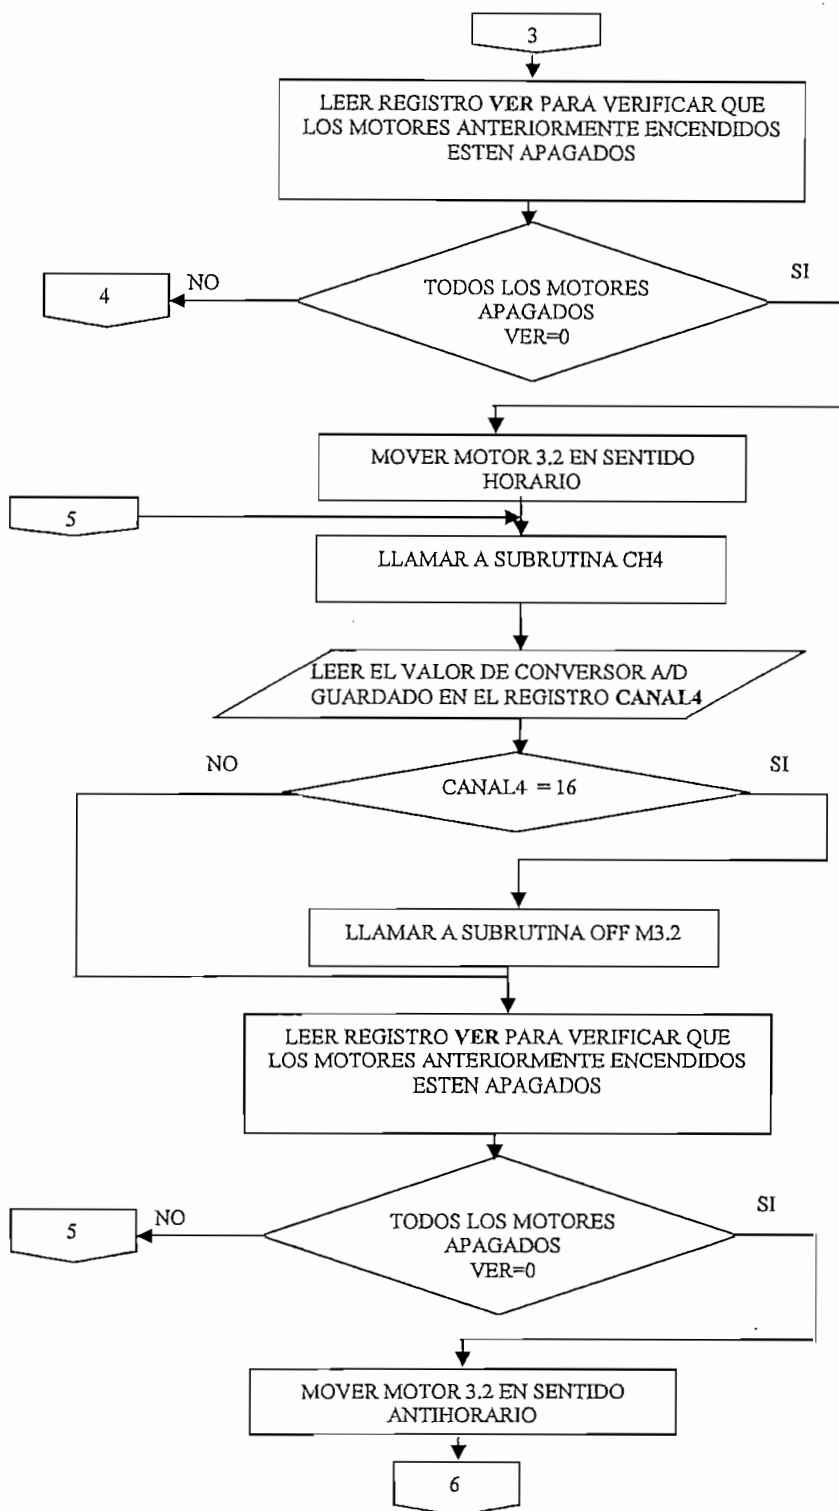 3
LEER REGISTRO VER PARA VERIFICAR QUE
LOS MOTORES ANTERIORMENTE ENCENDIDOS
ESTEN APAGADOS
NO
SI
4
TODOS LOS MOTORES
APAGADOS
VER=0
MOVER MOTOR 3.2 EN SENTIDO
HORARIO
5
LLAMAR A SUBRUTINA CH4
LEER EL VALOR DE CONVERSOR A/D
GUARDADO EN EL REGISTRO CANAL4
NO
SI
CANAL4 = 16
LLAMAR A SUBRUTINA OFF M3.2
LEER REGISTRO VER PARA VERIFICAR QUE
LOS MOTORES ANTERIORMENTE ENCENDIDOS
ESTEN APAGADOS
NO
SI
5
TODOS LOS MOTORES
APAGADOS
VER=0
MOVER MOTOR 3.2 EN SENTIDO
ANTIHORARIO
6